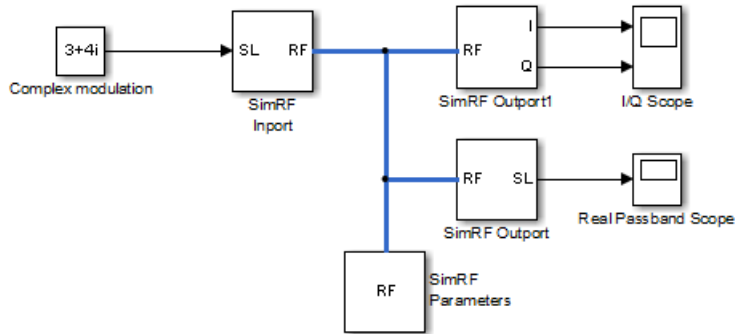 3+4i
Complex modulation
SL RF
SimRF
Inport
RF I
Q
SimRF Outport1
I/Q Scope
RF SL
SimRF Outport
Real Passband Scope
RF
SimRF
Parameters